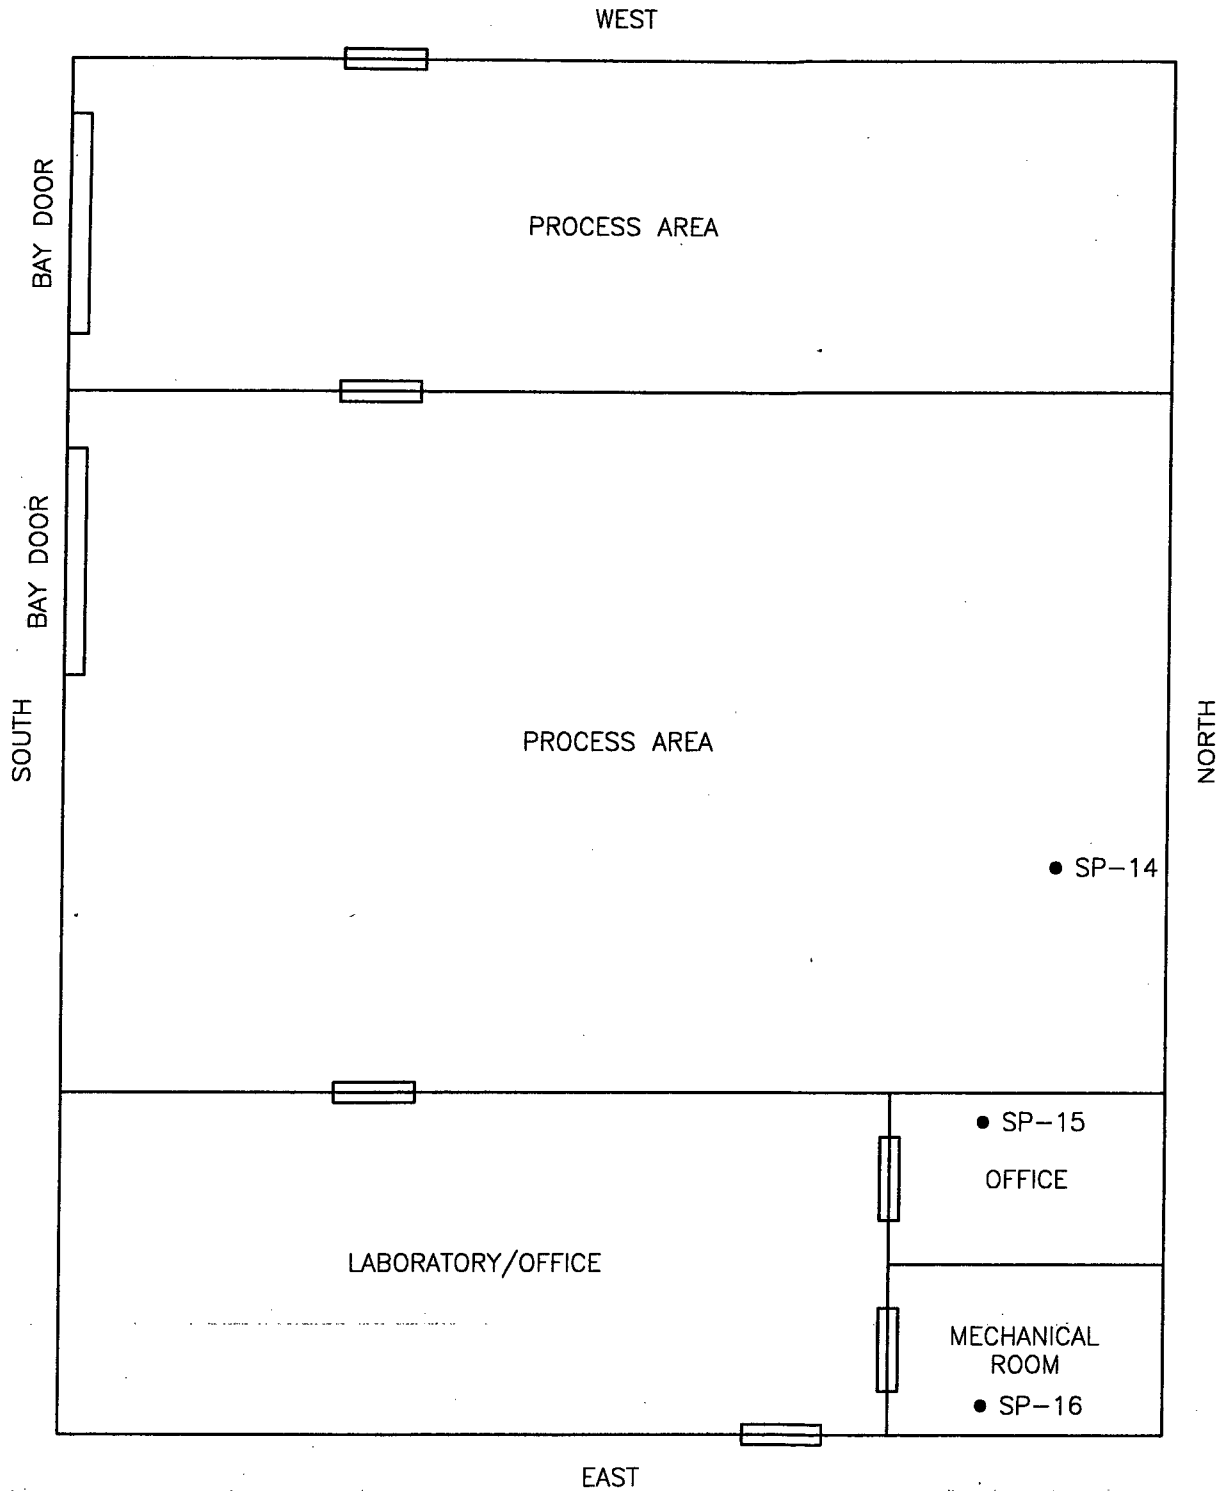 WEST
BAY DOOR
PROCESS AREA
BAY DOOR
SOUTH
PROCESS AREA
NORTH
SP-14
SP-15
OFFICE
LABORATORY/OFFICE
MECHANICAL
ROOM
SP-16
EAST